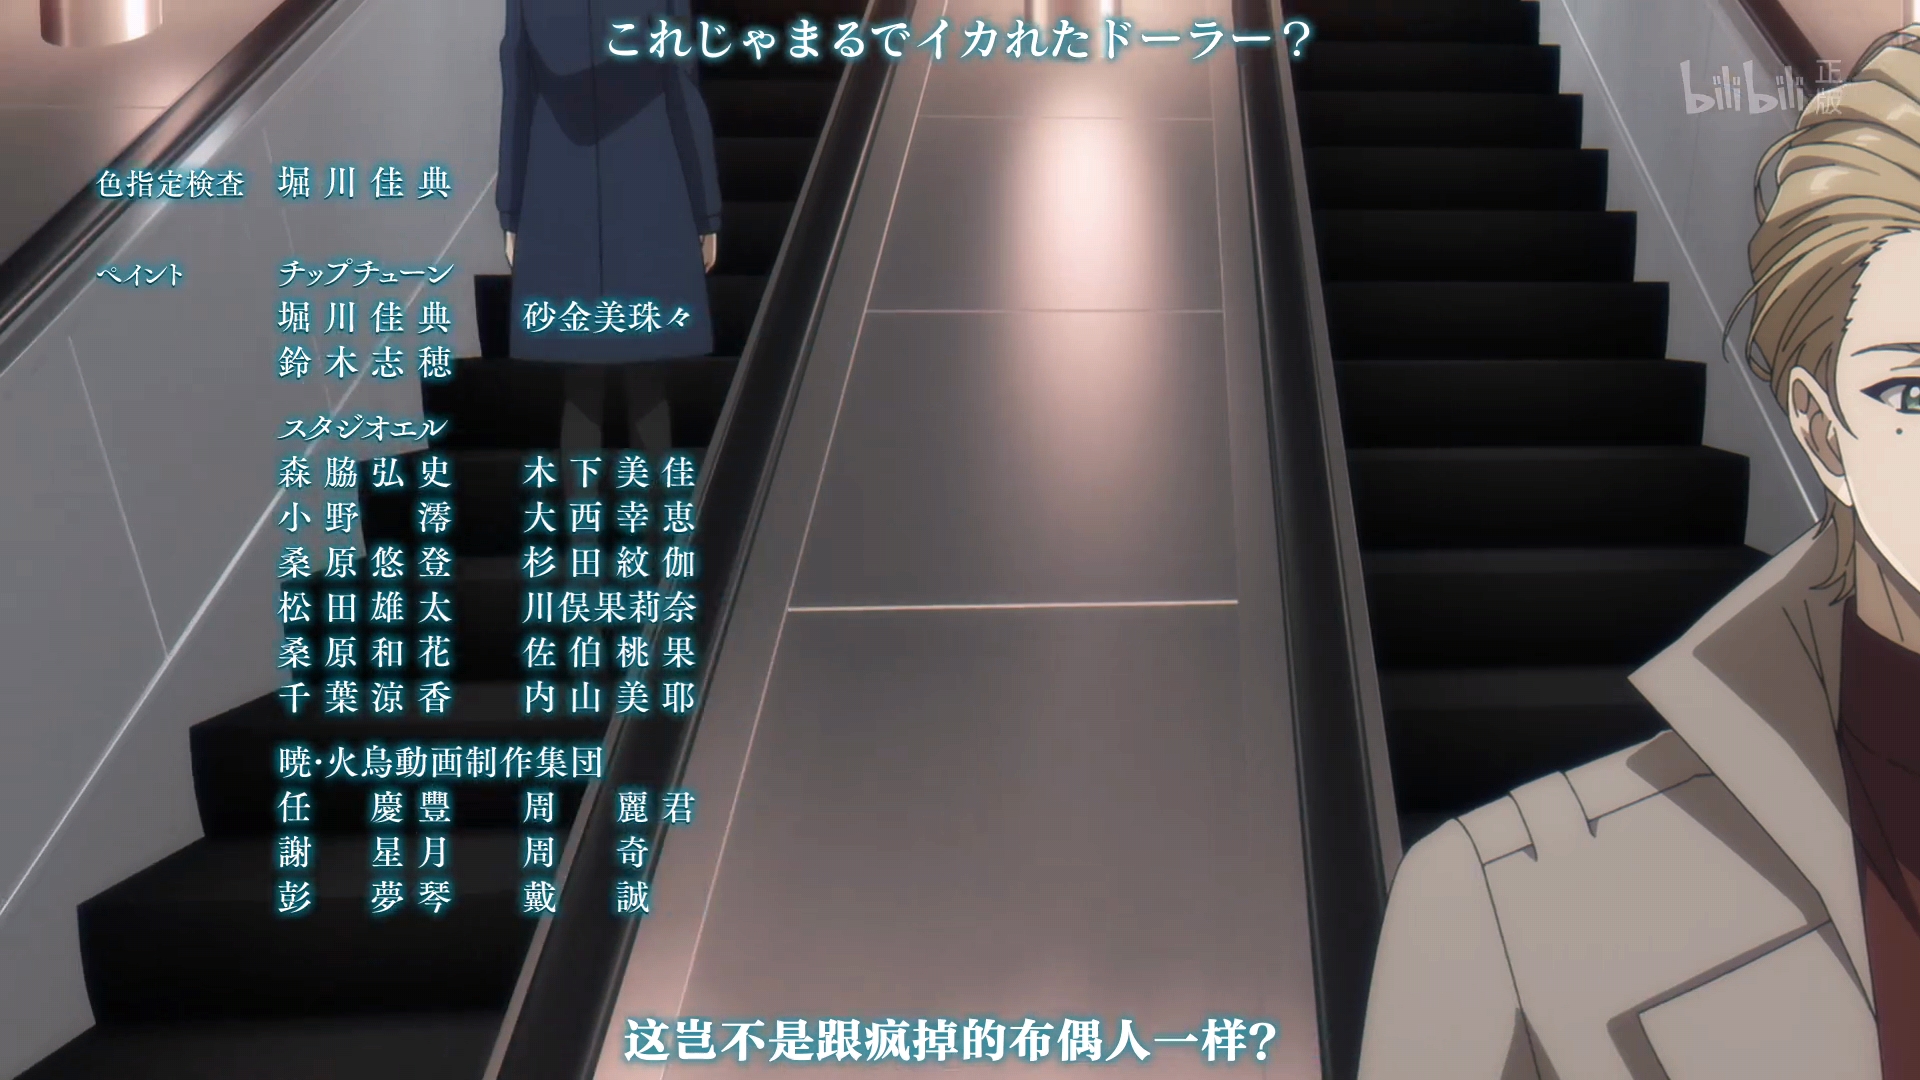 これじゃまるでイカれたドーラー？
bilibili 正版
色指定検査 堀川佳典
ペイント チップチューン
堀川佳典 砂金美珠々
鈴木志穂
スタジオエル
森脇弘史 木下美佳
小野 澪 大西幸恵
桑原悠登 杉田紋伽
松田雄太 川俣果莉奈
桑原和花 佐伯桃果
千葉涼香 内山美耶
暁・火鳥動画制作集団
任 慶豐 周 麗君
謝 星月 周 奇
彭 夢琴 戴 誠
这岂不是跟疯掉的布偶人一样？